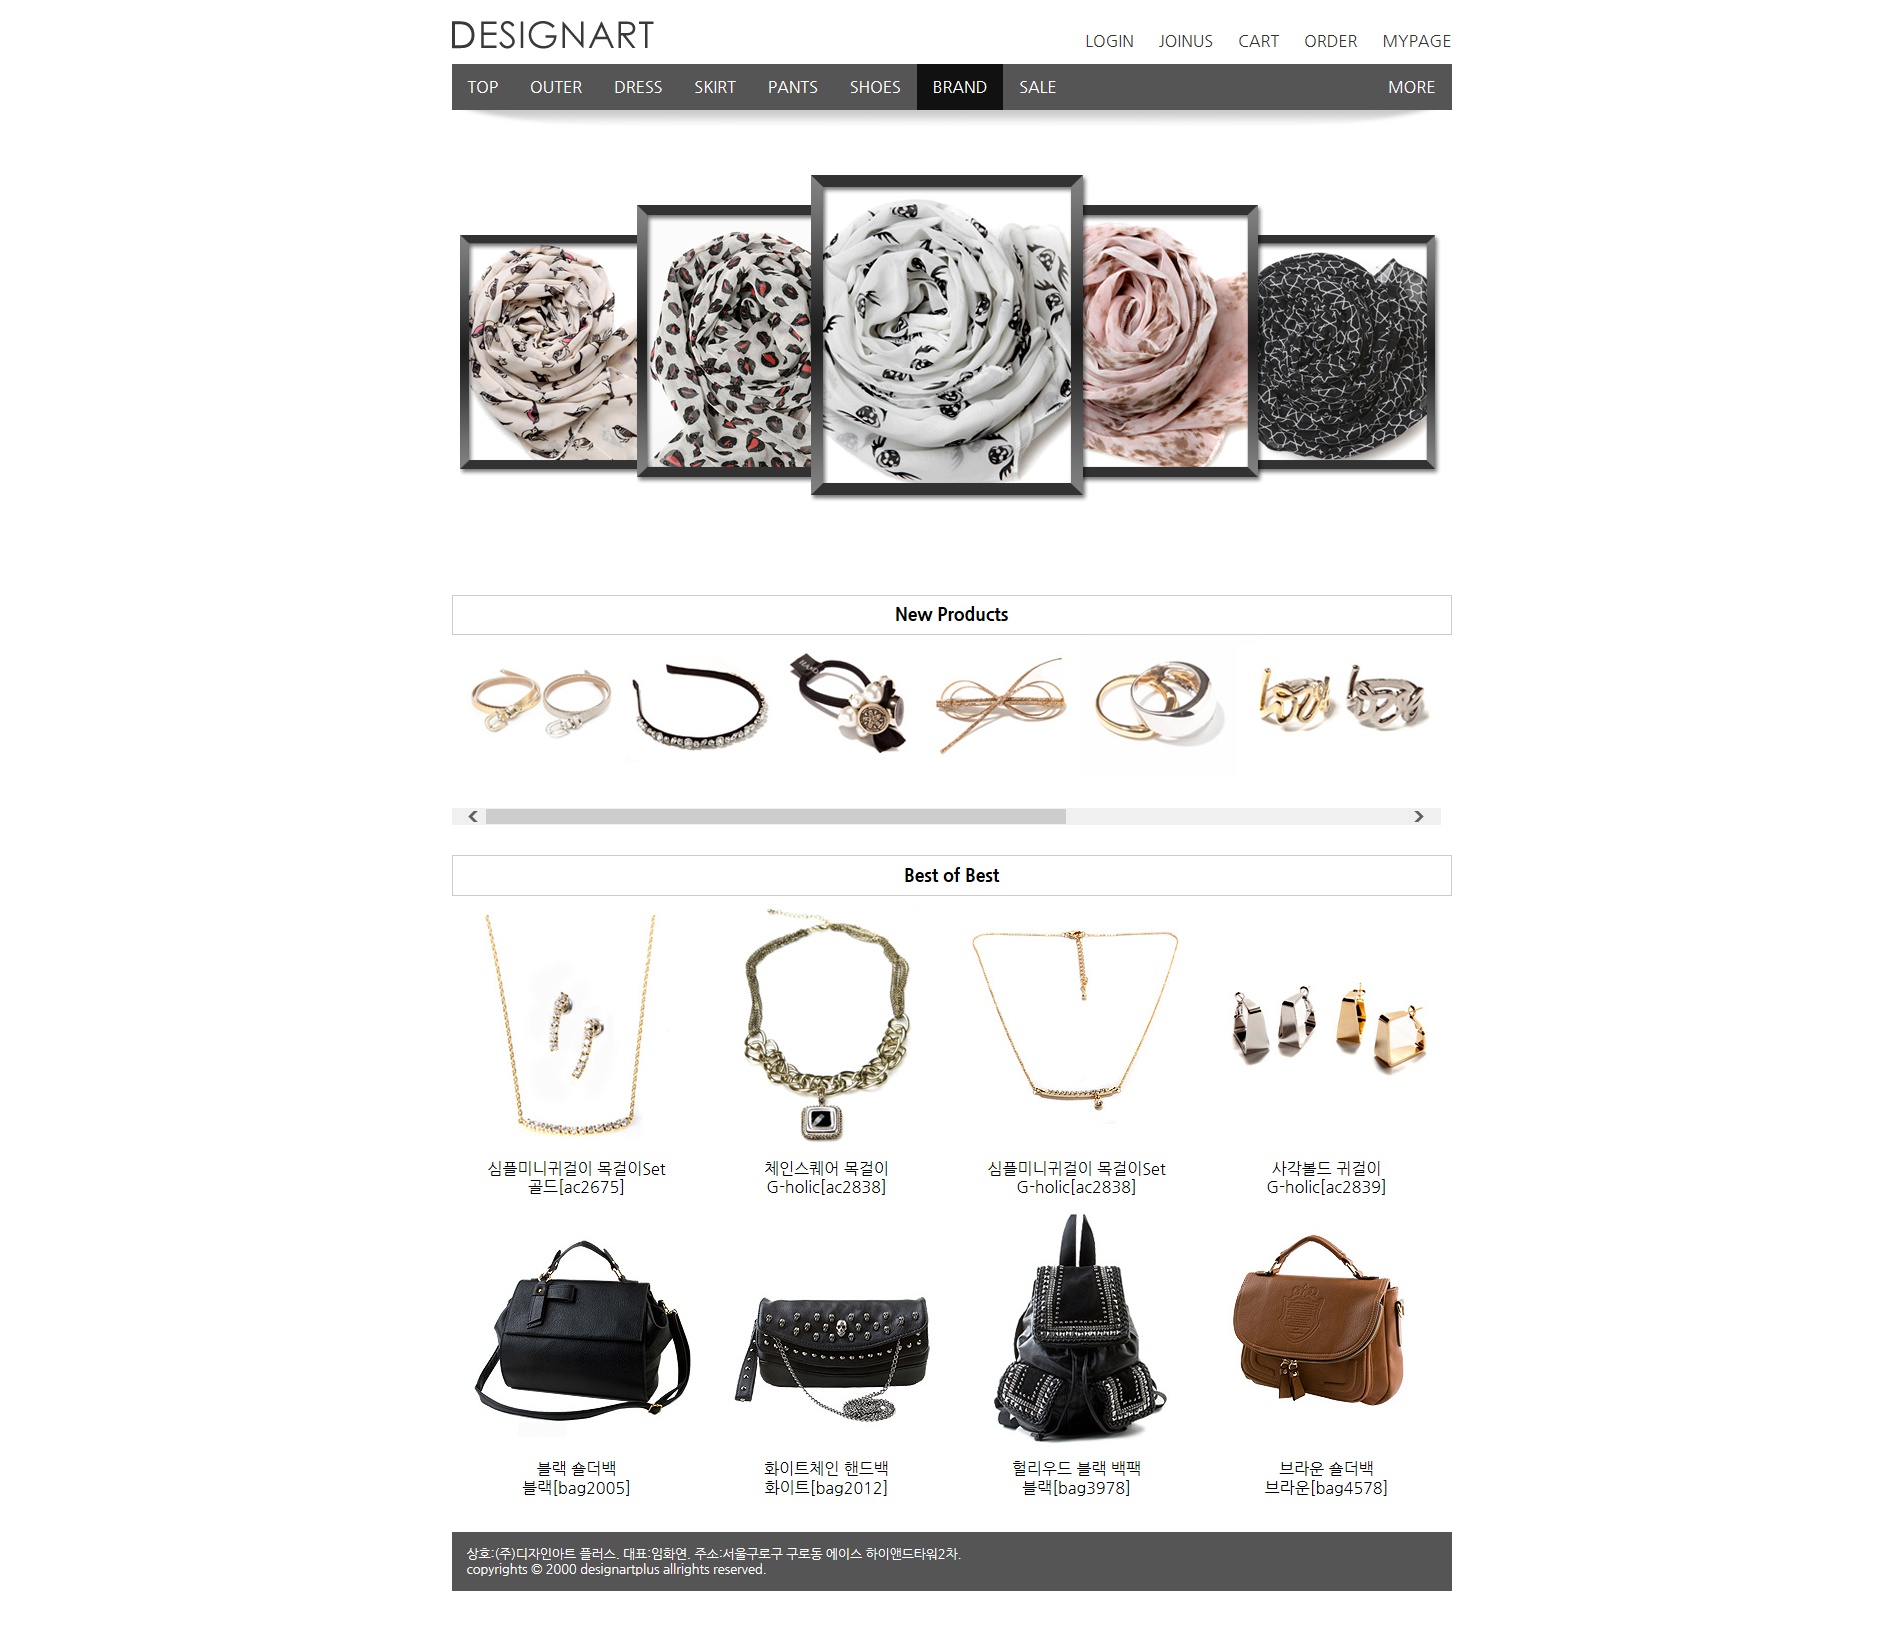 DESIGNART
LOGIN JOINUS CART ORDER MYPAGE
TOP OUTER DRESS SKIRT PANTS SHOES BRAND SALE MORE
New Products
Best of Best
심플미니귀걸이 목걸이Set
골드[ac2675]
체인스퀘어 목걸이
G-holic[ac2838]
심플미니귀걸이 목걸이Set
G-holic[ac2838]
사각볼드 귀걸이
G-holic[ac2839]
블랙 숄더백
블랙[bag2005]
화이트체인 핸드백
화이트[bag2012]
헐리우드 블랙 백팩
블랙[bag3978]
브라운 숄더백
브라운[bag4578]
상호:(주)디자인아트 플러스. 대표:임화연. 주소:서울구로구 구로동 에이스 하이앤드타워2차.
copyrights © 2000 designartplus allrights reserved.